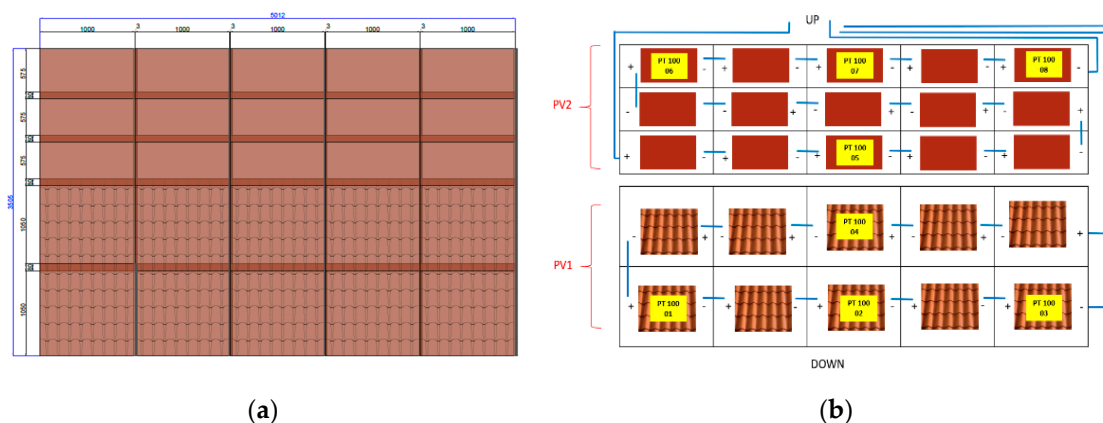 5012
3 3 3 3
1000 1000 1000 1000 1000
575
575
575
3505
1050
1050
(a)
UP
PV2
PT 100
06
PT 100
07
PT 100
08
+ - + - + - + - + -
- + - + - + - + - +
+ - + - + - + - + -
PT 100
05
PV1
PT 100
04
- + - + - + - + - +
PT 100
01
PT 100
02
PT 100
03
+ - + - + - + - + -
DOWN
(b)